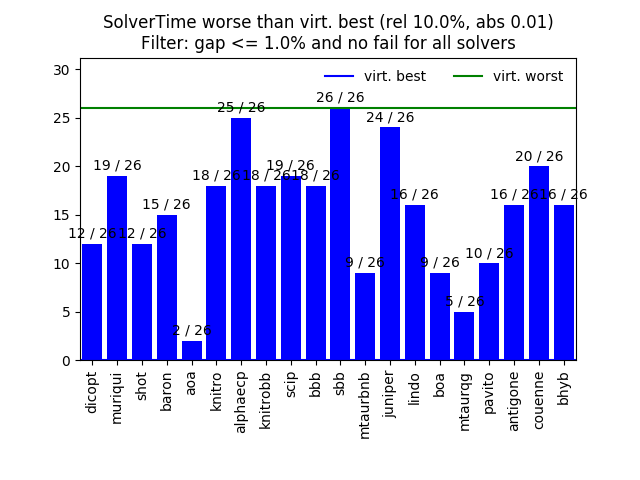 SolverTime worse than virt. best (rel 10.0%, abs 0.01)
Filter: gap <= 1.0% and no fail for all solvers
virt. best
virt. worst
30
25
20
15
10
5
0
12 / 26
19 / 26
12 / 26
15 / 26
2 / 26
18 / 26
25 / 26
18 / 26
19 / 26
18 / 26
26 / 26
9 / 26
24 / 26
16 / 26
9 / 26
5 / 26
10 / 26
16 / 26
20 / 26
16 / 26
dicopt
muriqui
shot
baron
aoa
knitro
alphaecp
knitrobb
scip
bbb
sbb
mtaurbnb
juniper
lindo
boa
mtaurqg
pavito
antigone
couenne
bhyb